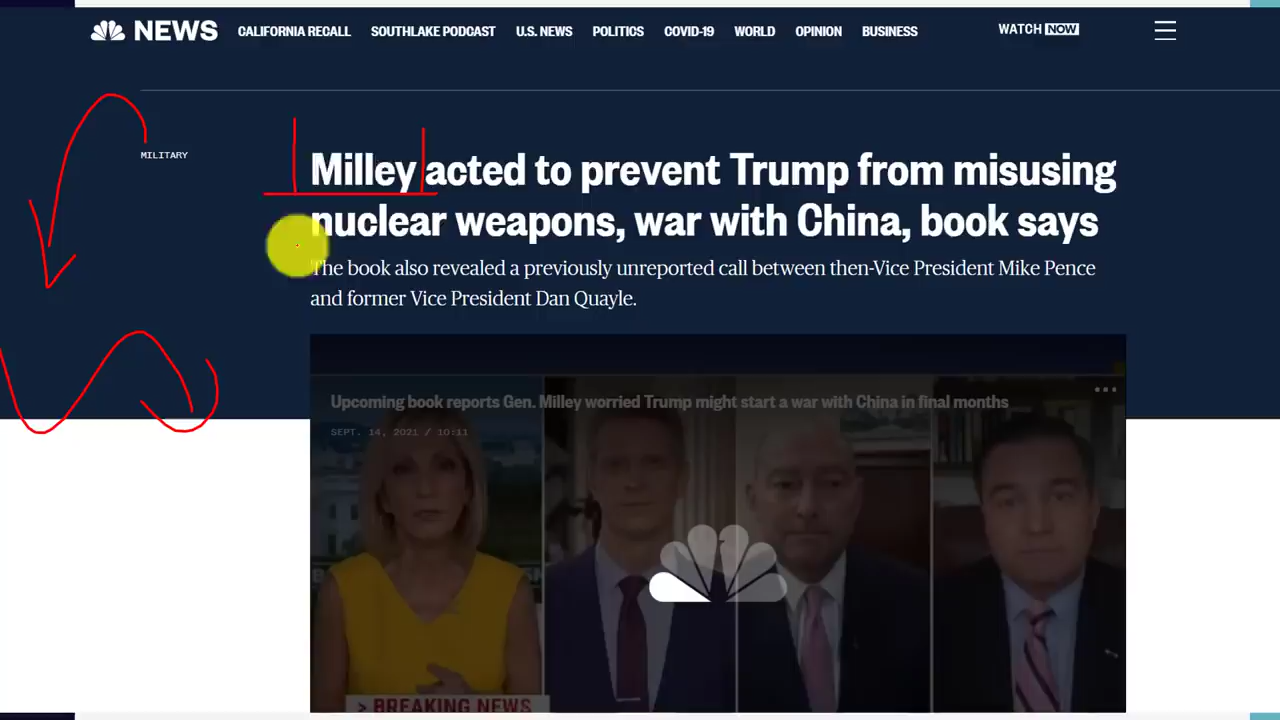 NEWS CALIFORNIA RECALL SOUTHLAKE PODCAST U.S. NEWS POLITICS COVID-19 WORLD OPINION BUSINESS WATCH NOW
MILITARY
Milley acted to prevent Trump from misusing
nuclear weapons, war with China, book says
The book also revealed a previously unreported call between then-Vice President Mike Pence
and former Vice President Dan Quayle.
Upcoming book reports Gen. Milley worried Trump might start a war with China in final months
SEPT. 14, 2021 / 10:11
> BREAKING NEWS